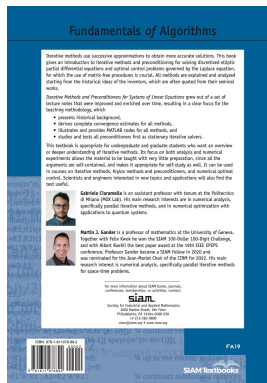 Fundamentals of Algorithms
Iterative methods use successive approximations to obtain more accurate solutions. This book
gives an introduction to iterative methods and preconditioning for solving discretized elliptic
partial differential equations and optimal control problems governed by the Laplace equation,
for which the use of matrix-free procedures is crucial. All methods are explained and analyzed
starting from the historical ideas of the inventors, which are often quoted from their seminal
works.
Iterative Methods and Preconditioners for Systems of Linear Equations grew out of a set of
lecture notes that were improved and enriched over time, resulting in a clear focus for the
teaching methodology, which
• presents historical background,
• derives complete convergence estimates for all methods,
• illustrates and provides MATLAB codes for all methods, and
• studies and tests all preconditioners first as stationary iterative solvers.
This textbook is appropriate for undergraduate and graduate students who want an overview
or deeper understanding of iterative methods. Its focus on both analysis and numerical
experiments allows the material to be taught with very little preparation, since all the
arguments are self-contained, and makes it appropriate for self-study as well. It can be used
in courses on iterative methods, Krylov methods and preconditioners, and numerical optimal
control. Scientists and engineers interested in new topics and applications will also find the
text useful.
Gabriele Ciaramella is an assistant professor with tenure at the Politecnico
di Milano (MOX Lab). His main research interests are in numerical analysis,
specifically parallel iterative methods, and in numerical optimization with
applications to quantum systems.
Martin J. Gander is a professor of mathematics at the University of Geneva.
Together with Felix Kwok he won the SIAM 100-Dollar 100-Digit Challenge,
and with Albert Ruehli the best paper award at the 19th IEEE EPEPS
conference. Professor Gander became a SIAM Fellow in 2020 and
was nominated for the Jean-Morlet Chair of the CIRM for 2022. His main
research interest is numerical analysis, specifically parallel iterative methods
for space-time problems.
For more information about SIAM books, journals,
conferences, memberships, or activities, contact:
siam
Society for Industrial and Applied Mathematics
3600 Market Street, 6th Floor
Philadelphia, PA 19104-2688 USA
siam@siam.org • www.siam.org
FA19
SIAMTextbooks